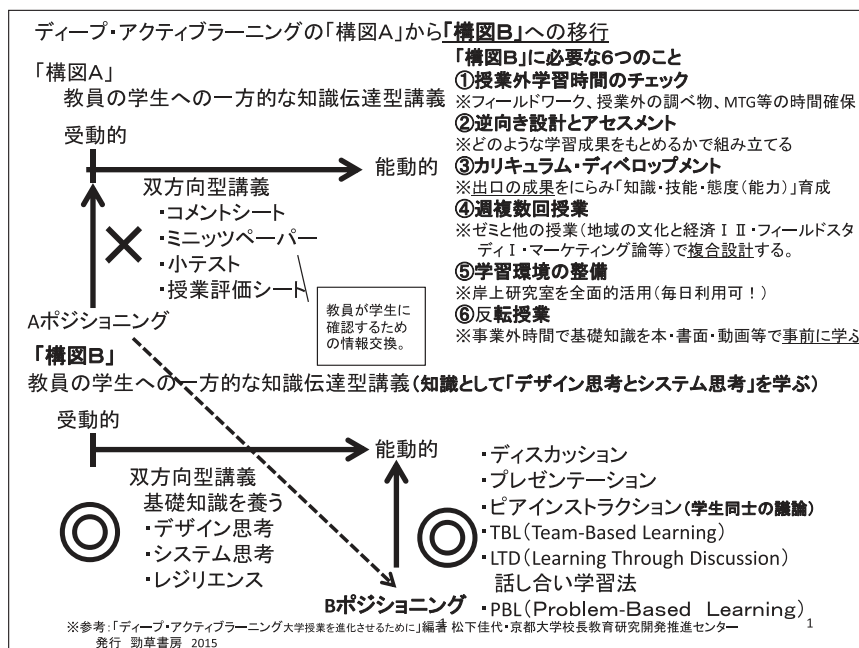 ディープ・アクティブラーニングの「構図A」から「構図B」への移行
「構図A」
教員の学生への一方的な知識伝達型講義
受動的
能動的
双方向型講義
・コメントシート
・ミニッツペーパー
・小テスト
・授業評価シート
教員が学生に
確認するため
の情報交換。
Aポジショニング
「構図B」に必要な6つのこと
①授業外学習時間のチェック
※フィールドワーク、授業外の調べ物、MTG等の時間確保
②逆向き設計とアセスメント
※どのような学習成果をもとめるかで組み立てる
③カリキュラム・ディベロップメント
※出口の成果をにらみ「知識・技能・態度(能力)」育成
④週複数回授業
※ゼミと他の授業(地域の文化と経済ⅠⅡ・フィールドスタ
ディⅠ・マーケティング論等)で複合設計する。
⑤学習環境の整備
※岸上研究室を全面的活用(毎日利用可!)
⑥反転授業
※事業外時間で基礎知識を本・書面・動画等で事前に学ぶ
「構図B」
教員の学生への一方的な知識伝達型講義(知識として「デザイン思考とシステム思考」を学ぶ)
受動的
能動的
双方向型講義
基礎知識を養う
・デザイン思考
・システム思考
・レジリエンス
Bポジショニング
・ディスカッション
・プレゼンテーション
・ピアインストラクション(学生同士の議論)
・TBL(Team-Based Learning)
・LTD(Learning Through Discussion)
話し合い学習法
・PBL(Problem-Based Learning)
※参考:「ディープ・アクティブラーニング大学授業を進化させるために」編著 松下佳代・京都大学校長教育研究開発推進センター
発行 勁草書房 2015
1